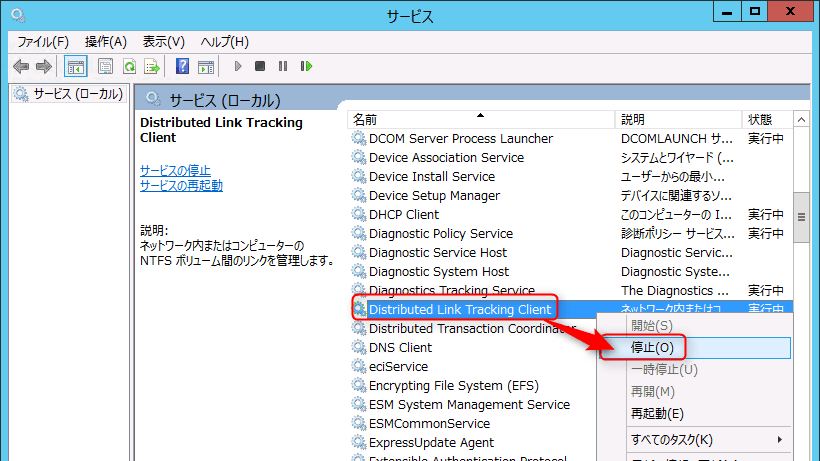 サービス
ファイル(F) 操作(A) 表示(V) ヘルプ(H)
サービス (ローカル)
サービス (ローカル)
Distributed Link Tracking
Client
サービスの停止
サービスの再起動
説明:
ネットワーク内またはコンピューターの
NTFS ボリューム間のリンクを管理します。
名前 説明 状態
DCOM Server Process Launcher DCOMLAUNCH サ... 実行中
Device Association Service システムとワイヤード (...
Device Install Service ユーザーからの最小...
Device Setup Manager デバイスに関連するソ...
DHCP Client このコンピューターの I... 実行中
Diagnostic Policy Service 診断ポリシー サービス... 実行中
Diagnostic Service Host Diagnostic Servic...
Diagnostic System Host Diagnostic Syste...
Diagnostics Tracking Service The Diagnostics ... 実行中
Distributed Link Tracking Client ネットワーク内またはコ... 実行中
Distributed Transaction Coordinator
DNS Client
eciService
Encrypting File System (EFS)
ESM System Management Service
ESMCommonService
ExpressUpdate Agent
Extensible Authentication Protocol
開始(S)
停止(O)
一時停止(U)
再開(M)
再起動(E)
すべてのタスク(K)